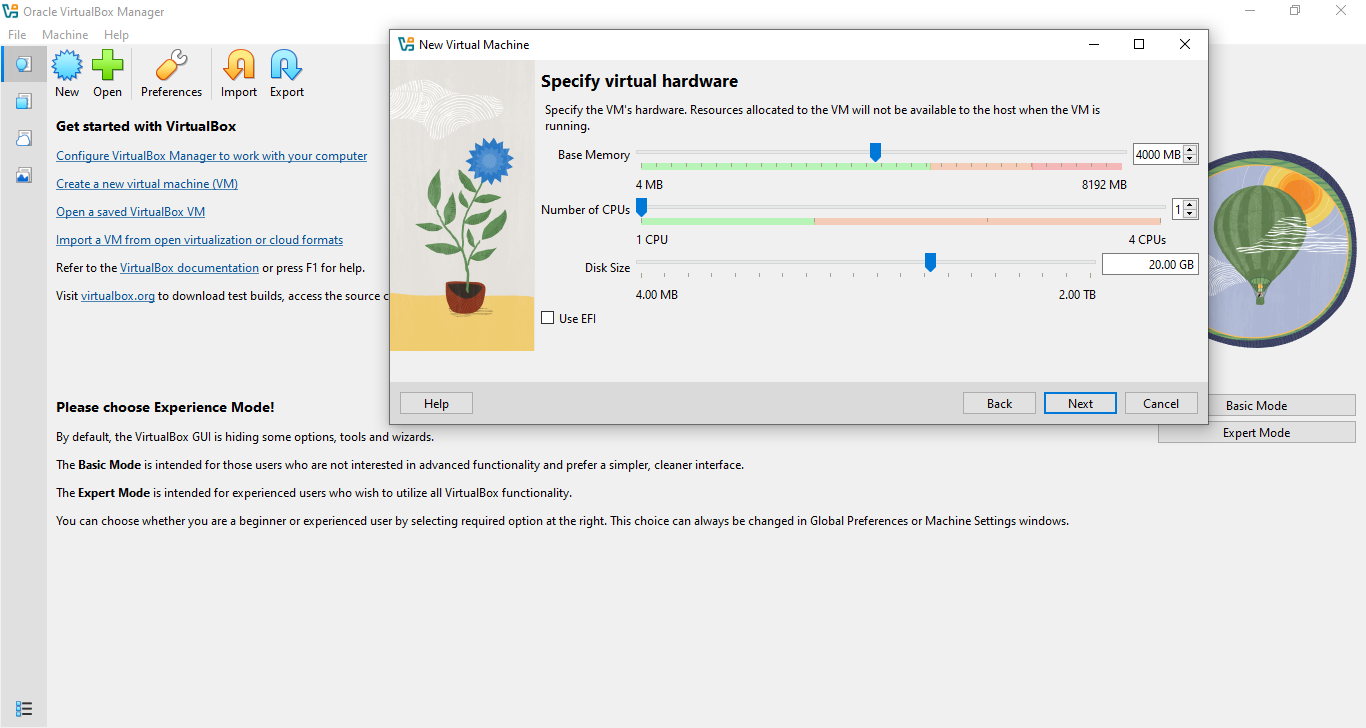 Oracle VirtualBox Manager
File Machine Help
New Open Preferences Import Export
Get started with VirtualBox
Configure VirtualBox Manager to work with your computer
Create a new virtual machine (VM)
Open a saved VirtualBox VM
Import a VM from open virtualization or cloud formats
Refer to the VirtualBox documentation or press F1 for help.
Visit virtualbox.org to download test builds, access the source c
New Virtual Machine
Specify virtual hardware
Specify the VM's hardware. Resources allocated to the VM will not be available to the host when the VM is
running.
Base Memory 4000 MB
4 MB 8192 MB
Number of CPUs 1
1 CPU 4 CPUs
Disk Size 20.00 GB
4.00 MB 2.00 TB
Use EFI
Help Back Next Cancel
Please choose Experience Mode!
Basic Mode
Expert Mode
By default, the VirtualBox GUI is hiding some options, tools and wizards.
The Basic Mode is intended for those users who are not interested in advanced functionality and prefer a simpler, cleaner interface.
The Expert Mode is intended for experienced users who wish to utilize all VirtualBox functionality.
You can choose whether you are a beginner or experienced user by selecting required option at the right. This choice can always be changed in Global Preferences or Machine Settings windows.